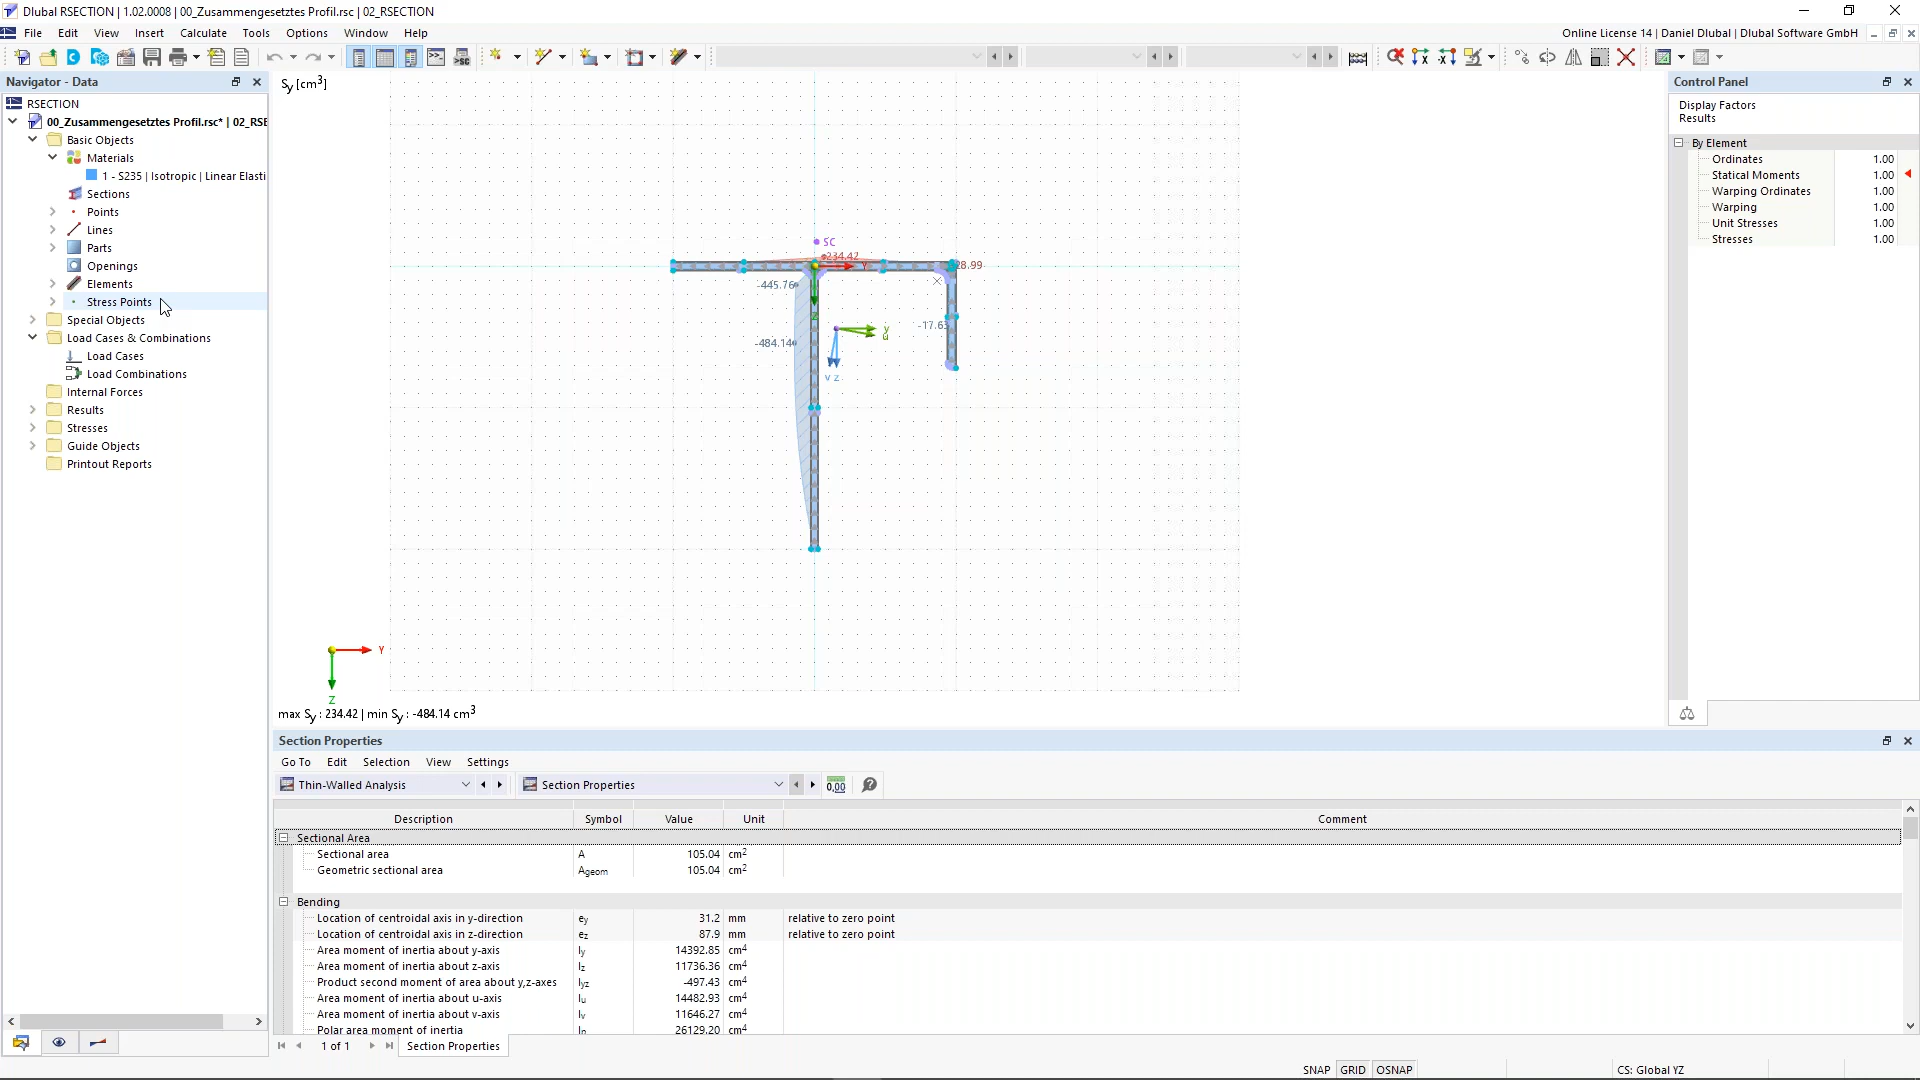 Dlubal RSECTION | 1.02.0008 | 00_Zusammengesetztes Profil.rsc | 02_RSECTION
File Edit View Insert Calculate Tools Options Window Help
Online License 14 | Daniel Dlubal | Dlubal Software GmbH
Navigator - Data
RSECTION
00_Zusammengesetztes Profil.rsc* | 02_RSE
Basic Objects
Materials
1 - S235 | Isotropic | Linear Elasti
Sections
Points
Lines
Parts
Openings
Elements
Stress Points
Special Objects
Load Cases & Combinations
Load Cases
Load Combinations
Internal Forces
Results
Stresses
Guide Objects
Printout Reports
Sy [cm3]
SC
234.42
Y
28.99
-445.76
Z
-17.63
y
u
-484.14
v z
Y
Z
max Sy : 234.42 | min Sy : -484.14 cm3
Control Panel
Display Factors
Results
By Element
Ordinates 1.00
Statical Moments 1.00
Warping Ordinates 1.00
Warping 1.00
Unit Stresses 1.00
Stresses 1.00
Section Properties
Go To Edit Selection View Settings
Thin-Walled Analysis Section Properties 0,00
Description Symbol Value Unit Comment
Sectional Area
Sectional area A 105.04 cm2
Geometric sectional area Ageom 105.04 cm2
Bending
Location of centroidal axis in y-direction ey 31.2 mm relative to zero point
Location of centroidal axis in z-direction ez 87.9 mm relative to zero point
Area moment of inertia about y-axis Iy 14392.85 cm4
Area moment of inertia about z-axis Iz 11736.36 cm4
Product second moment of area about y,z-axes Iyz -497.43 cm4
Area moment of inertia about u-axis Iu 14482.93 cm4
Area moment of inertia about v-axis Iv 11646.27 cm4
Polar area moment of inertia Ip 26129.20 cm4
1 of 1 Section Properties
SNAP GRID OSNAP CS: Global YZ